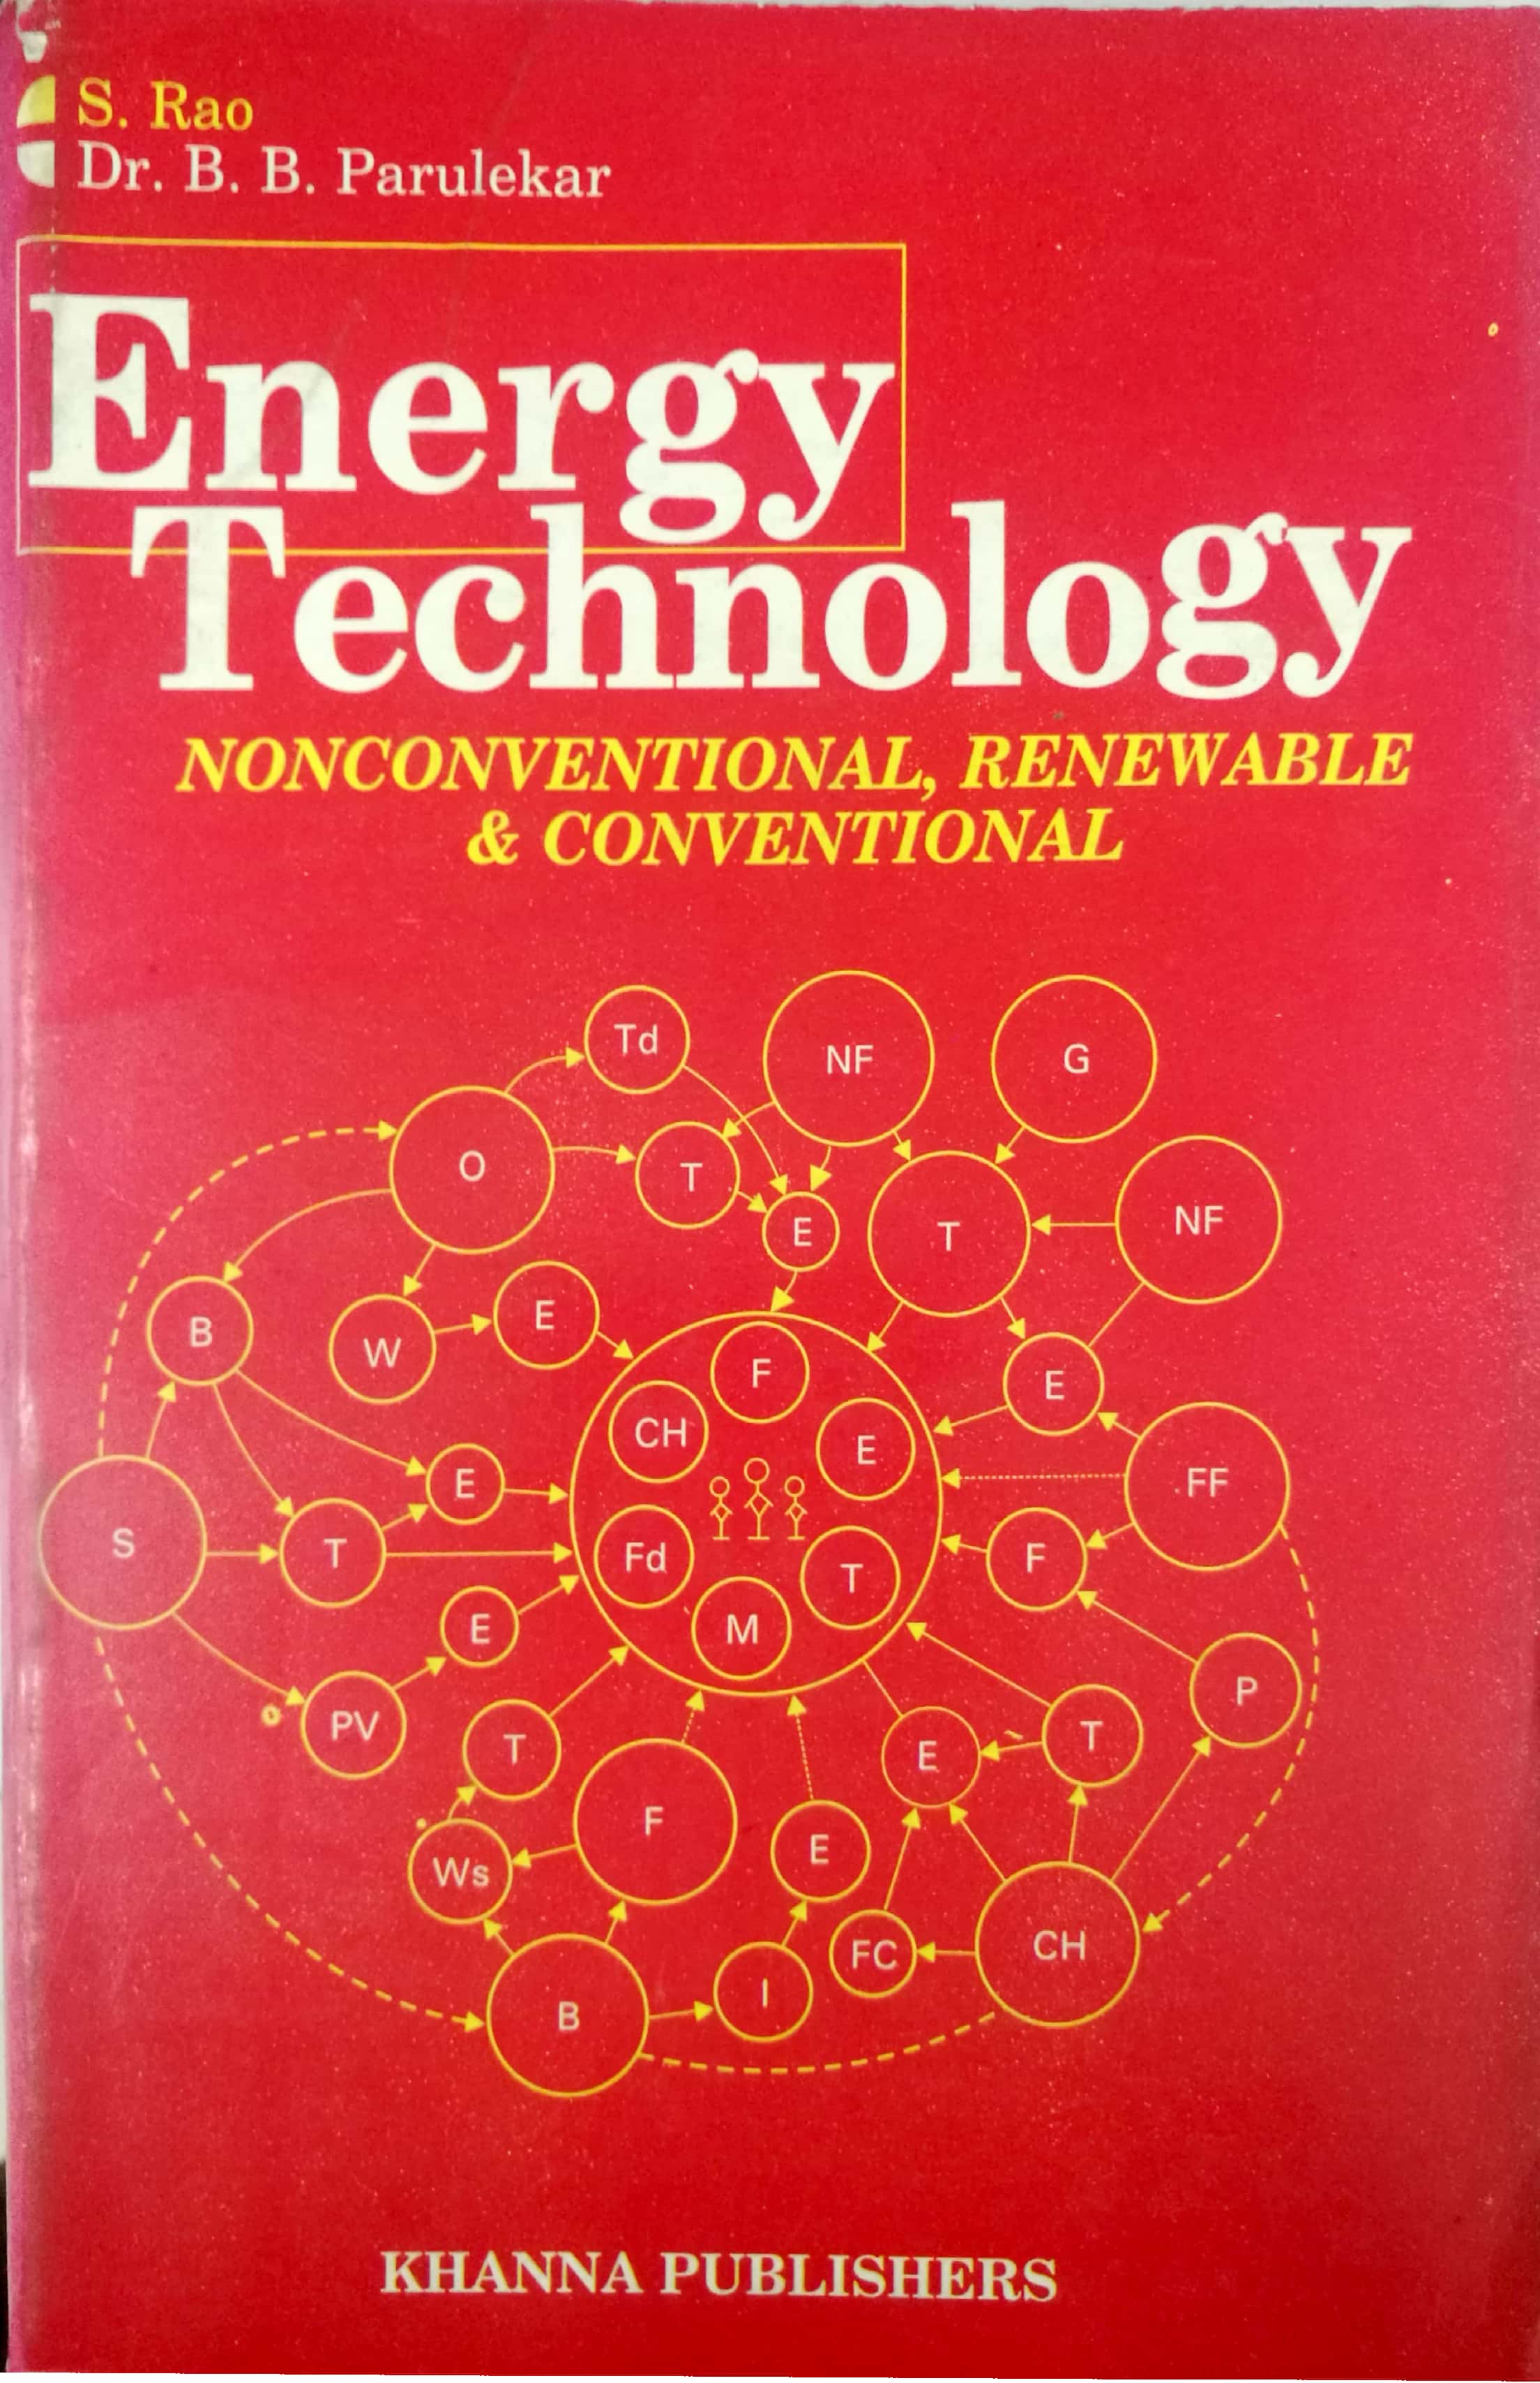 S. Rao
Dr. B. B. Parulekar
Energy
Technology
NONCONVENTIONAL, RENEWABLE
& CONVENTIONAL
Td
NF
G
O
T
E
T
NF
B
W
E
F
E
CH
E
E
FF
S
T
Fd
T
F
E
M
P
PV
T
E
T
F
Ws
E
FC
CH
B
I
KHANNA PUBLISHERS